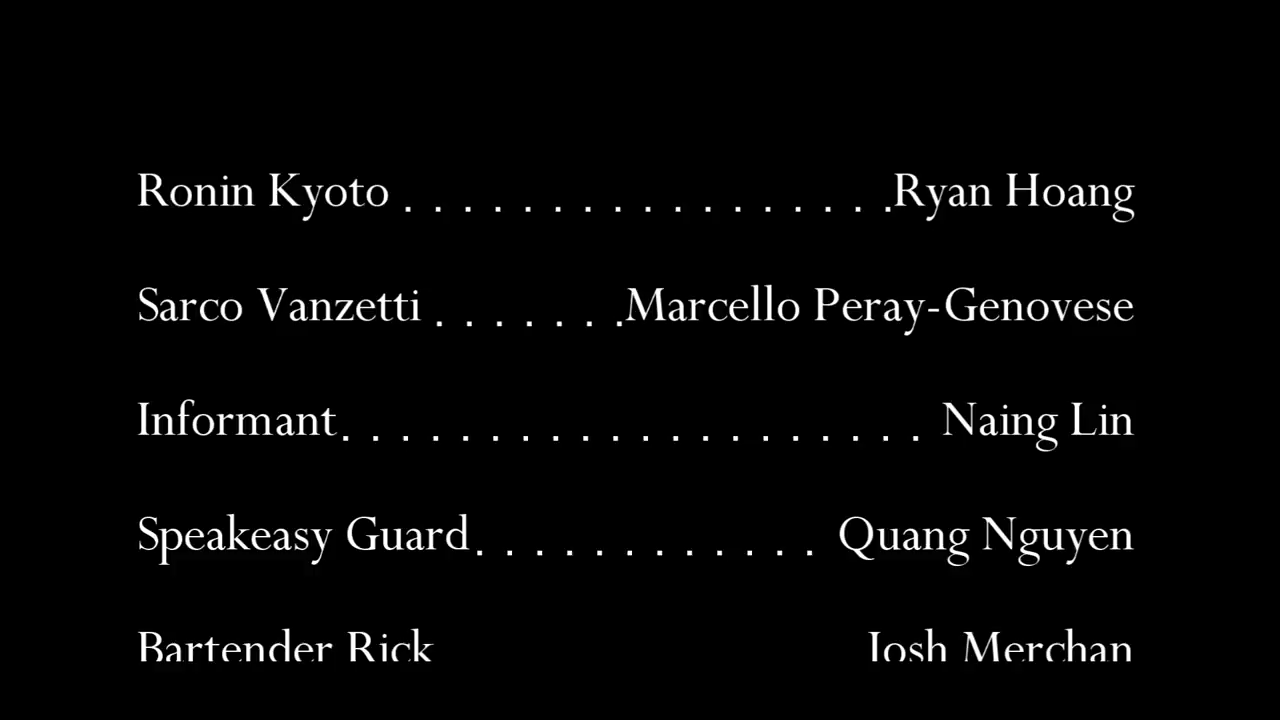 Ronin Kyoto . . . . . . . . . . . . . . . . .Ryan Hoang
Sarco Vanzetti . . . . . . .Marcello Peray-Genovese
Informant. . . . . . . . . . . . . . . . . . . . Naing Lin
Speakeasy Guard. . . . . . . . . . . . Quang Nguyen
Bartender Rick Josh Merchan